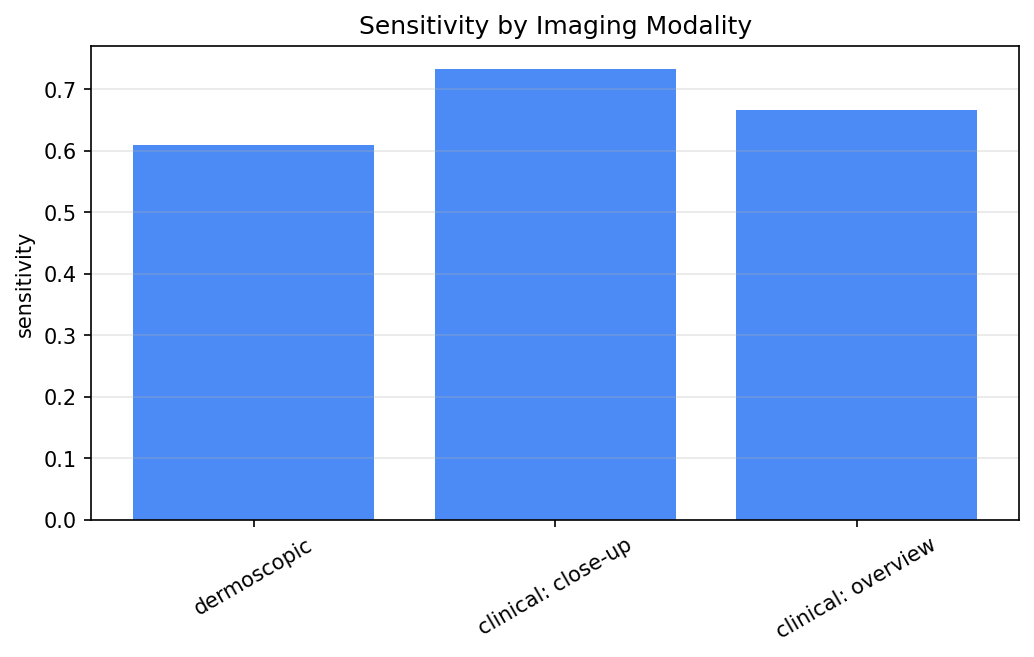 Sensitivity by Imaging Modality
sensitivity
0.7
0.6
0.5
0.4
0.3
0.2
0.1
0.0
dermoscopic
clinical: close-up
clinical: overview